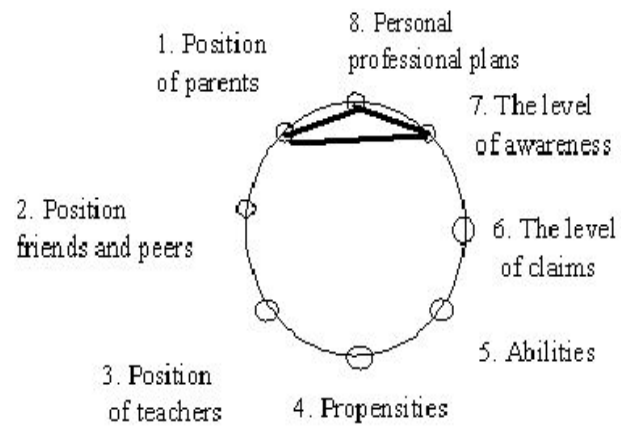 8. Personal
professional plans
1. Position
of parents
7. The level
of awareness
2. Position
friends and peers
6. The level
of claims
5. Abilities
3. Position
of teachers
4. Propensities